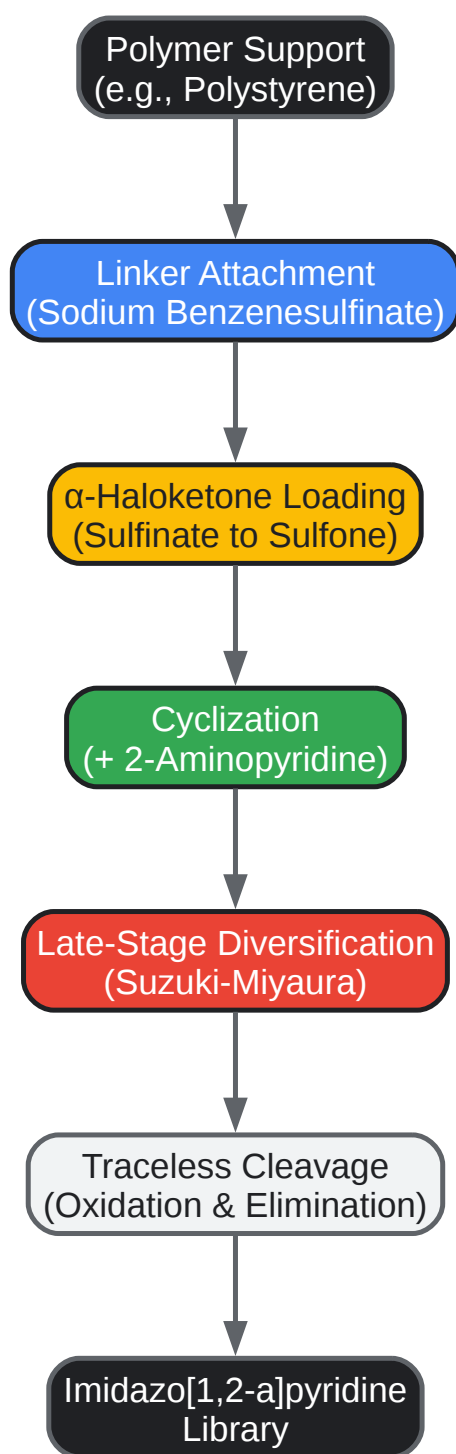 Polymer Support
(e.g., Polystyrene)
Linker Attachment
(Sodium Benzenesulfinate)
α-Haloketone Loading
(Sulfinate to Sulfone)
Cyclization
(+ 2-Aminopyridine)
Late-Stage Diversification
(Suzuki-Miyaura)
Traceless Cleavage
(Oxidation & Elimination)
Imidazo[1,2-a]pyridine
Library